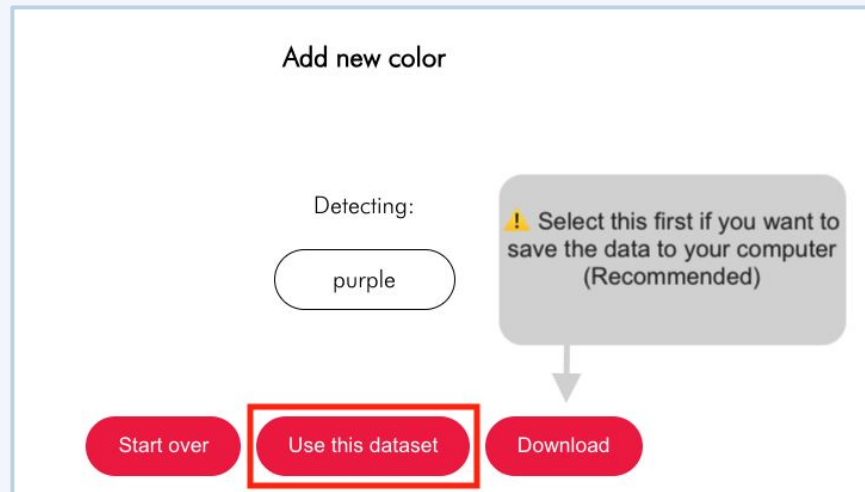 Add new color
Detecting:
purple
⚠️ Select this first if you want to
save the data to your computer
(Recommended)
Start over
Use this dataset
Download